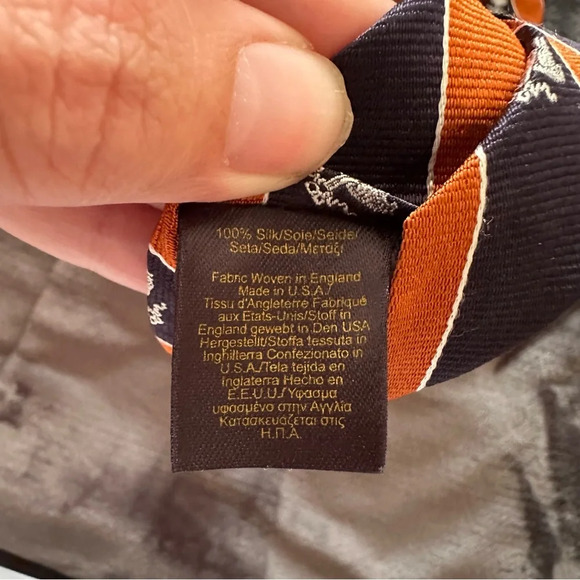 100% Silk/Soie/Seide/
Seta/Seda/Μετάξι
Fabric Woven in England
Made in U.S.A./
Tissu d'Angleterre Fabriqué
aux Etats-Unis/Stoff in
England gewebt in Den USA
Hergestellt/Stoffa tessuta in
Inghilterra Confezionato in
U.S.A./Tela tejida en
Inglaterra Hecho en
E.E.U.U./Ύφασμα
υφασμένο στην Αγγλία
Κατασκευάζεται στις
Η.Π.Α.